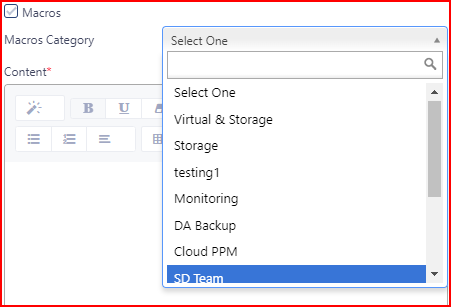 Macros
Macros Category
Select One
Content*
Select One
B U
Virtual & Storage
Storage
testing1
Monitoring
DA Backup
Cloud PPM
SD Team